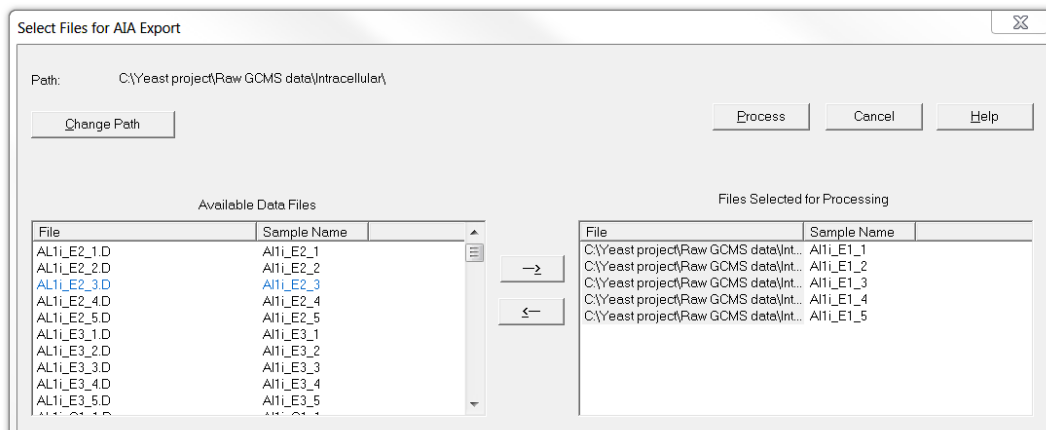 Select Files for AIA Export
Path: C:\Yeast project\Raw GCMS data\Intracellular\
Change Path Process Cancel Help
Available Data Files
File Sample Name
AL1i_E2_1.D Al1i_E2_1
AL1i_E2_2.D Al1i_E2_2
AL1i_E2_3.D Al1i_E2_3
AL1i_E2_4.D Al1i_E2_4
AL1i_E2_5.D Al1i_E2_5
AL1i_E3_1.D Al1i_E3_1
AL1i_E3_2.D Al1i_E3_2
AL1i_E3_3.D Al1i_E3_3
AL1i_E3_4.D Al1i_E3_4
AL1i_E3_5.D Al1i_E3_5
-->
<--
Files Selected for Processing
File Sample Name
C:\Yeast project\Raw GCMS data\Int... Al1i_E1_1
C:\Yeast project\Raw GCMS data\Int... Al1i_E1_2
C:\Yeast project\Raw GCMS data\Int... Al1i_E1_3
C:\Yeast project\Raw GCMS data\Int... Al1i_E1_4
C:\Yeast project\Raw GCMS data\Int... Al1i_E1_5